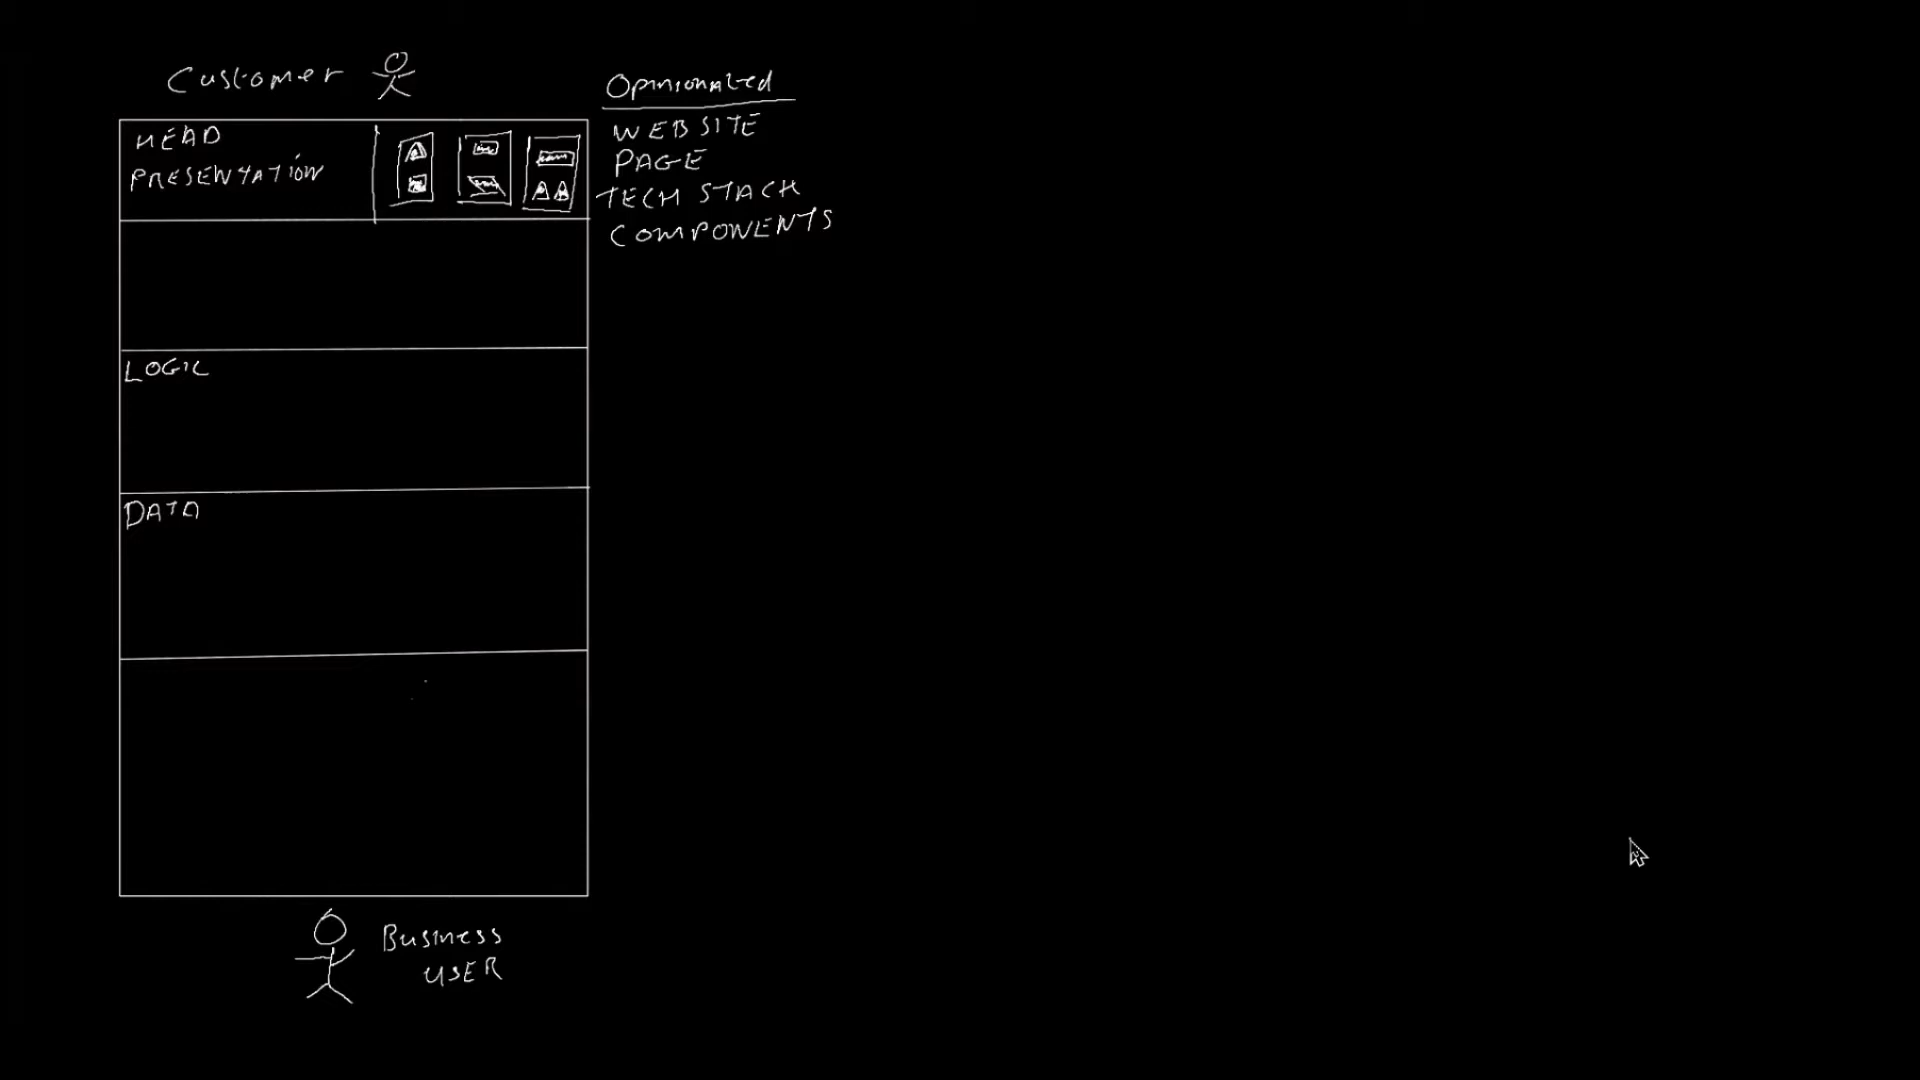 Customer
Opinionated
HEAD
PRESENTATION
WEBSITE
PAGE
TECH STACK
COMPONENTS
LOGIC
DATA
Business
USER